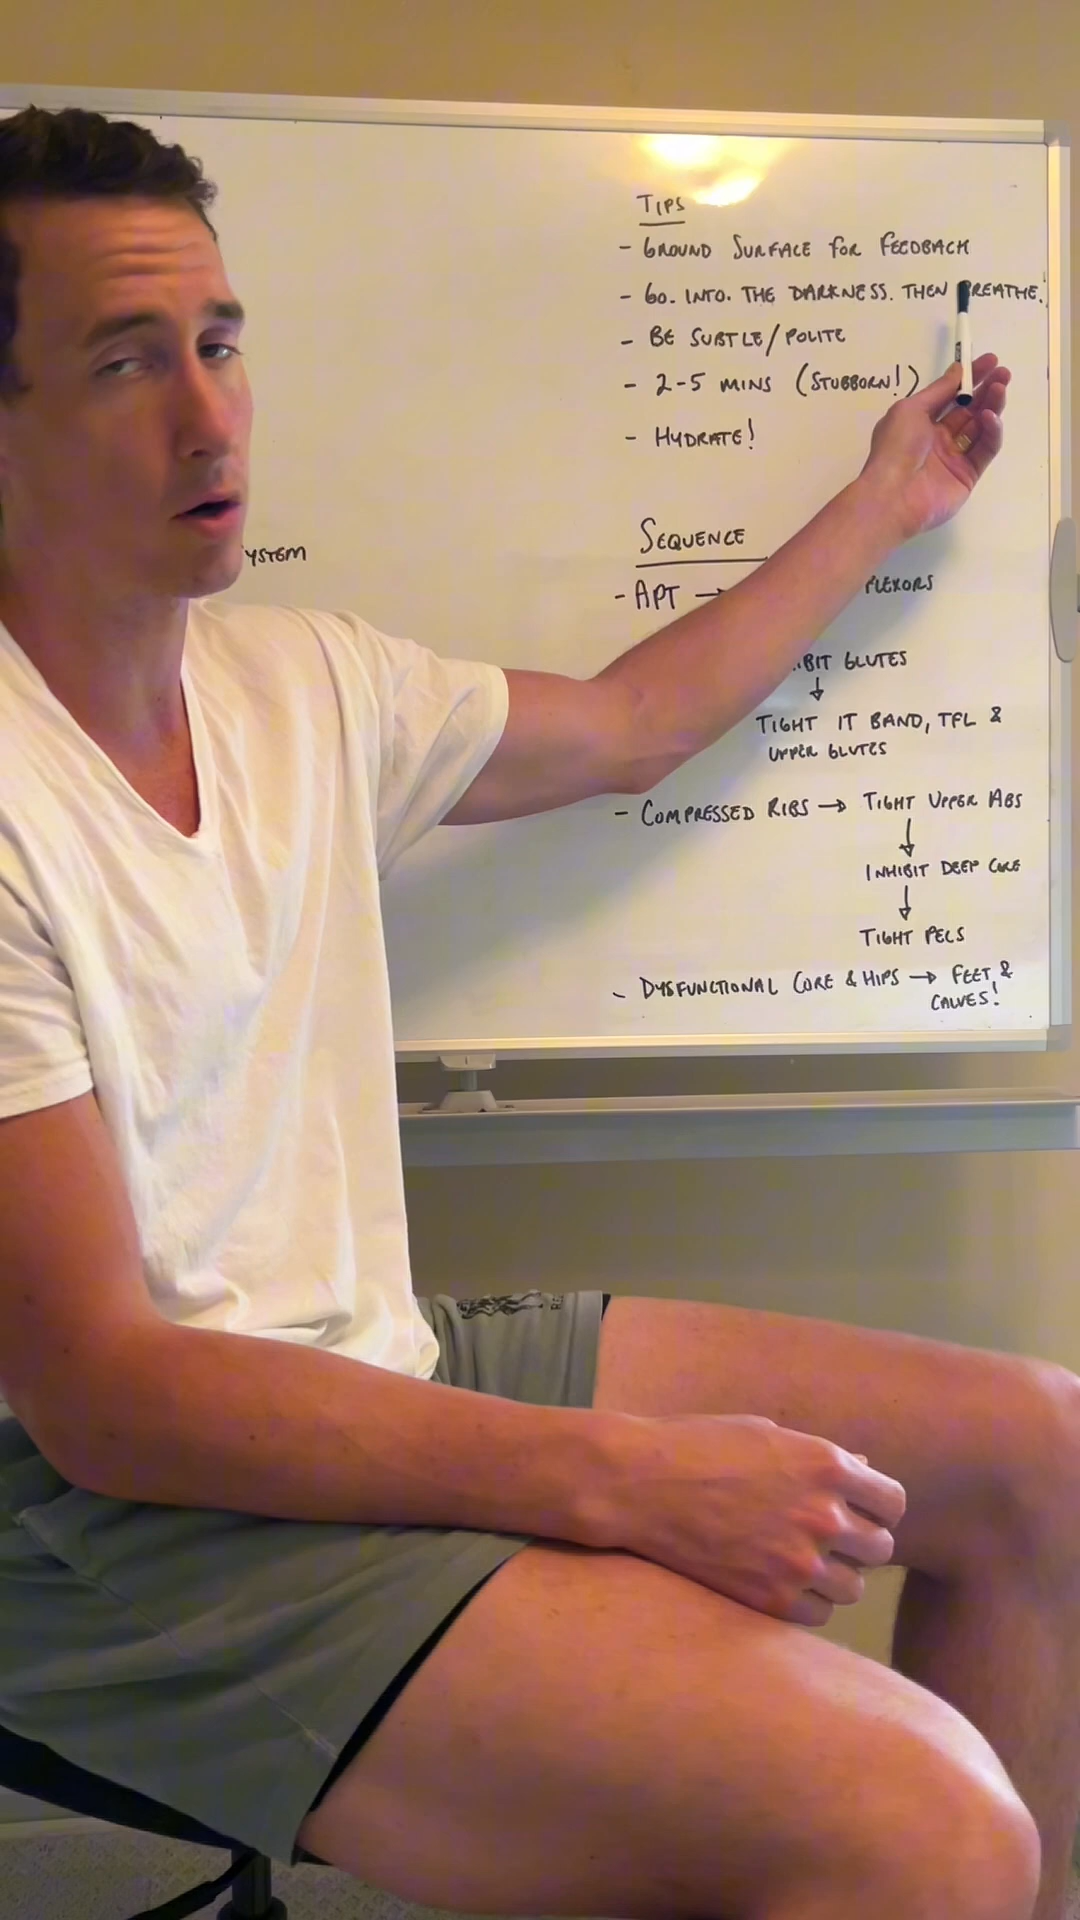 TIPS
- GROUND SURFACE FOR FEEDBACK
- GO. INTO. THE DARKNESS. THEN BREATHE.
- BE SUBTLE/POLITE
- 2-5 MINS (STUBBORN!)
- HYDRATE!
YSTEM
SEQUENCE
- APT → FLEXORS
BIT GLUTES
↓
TIGHT IT BAND, TFL &
UPPER GLUTES
- COMPRESSED RIBS → TIGHT UPPER ABS
↓
INHIBIT DEEP CORE
↓
TIGHT PECS
- DYSFUNCTIONAL CORE & HIPS → FEET &
CALVES!